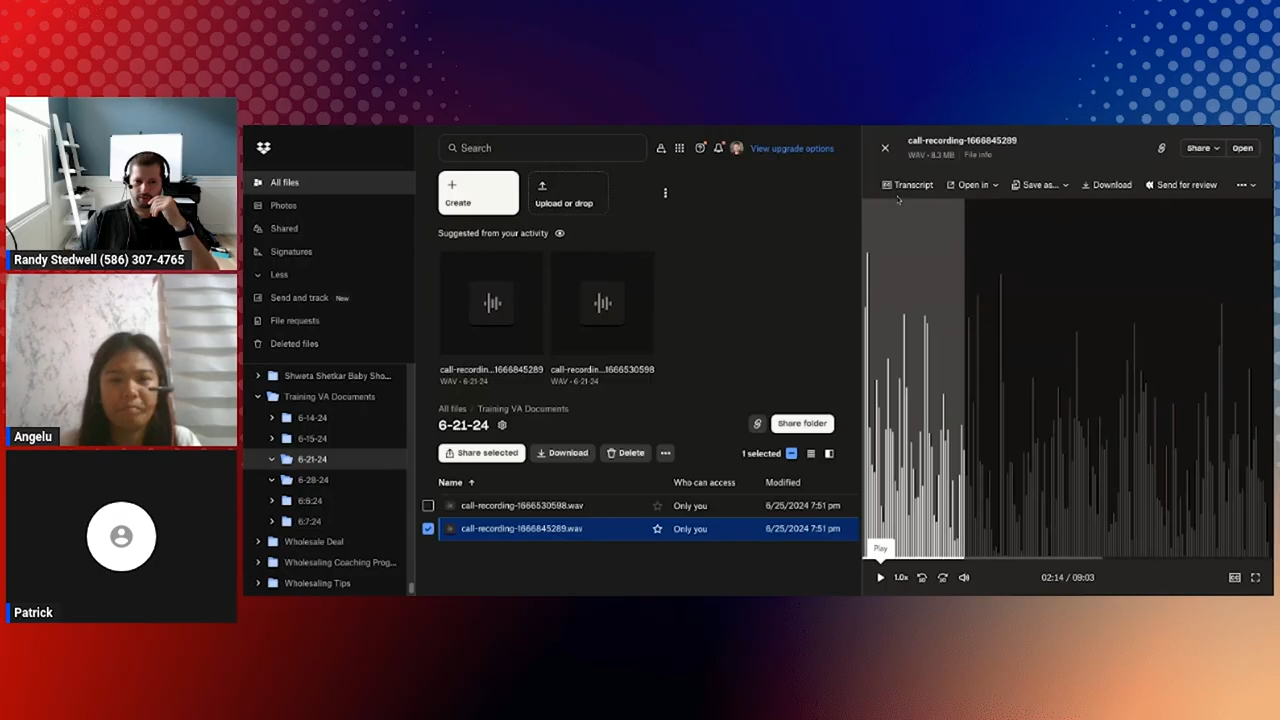 Randy Stedwell (586) 307-4765
Angelu
Patrick
All files
Photos
Shared
Signatures
Less
Send and track New
File requests
Deleted files
Shweta Shetkar Baby Sho...
Training VA Documents
6-14-24
6-15-24
6-21-24
6-28-24
6:6:24
6:7:24
Wholesale Deal
Wholesaling Coaching Prog...
Wholesaling Tips
Search
View upgrade options
Create
Upload or drop
Suggested from your activity
call-recordin...1666845289
WAV • 6-21-24
call-recordin...1666530598
WAV • 6-21-24
All files / Training VA Documents
6-21-24
Share folder
Share selected
Download
Delete
1 selected
Name
Who can access
Modified
call-recording-1666530598.wav
Only you
6/25/2024 7:51 pm
call-recording-1666845289.wav
Only you
6/25/2024 7:51 pm
call-recording-1666845289
WAV • 8.3 MB
File info
Share
Open
Transcript
Open in
Save as...
Download
Send for review
Play
1.0x
02:14 / 09:03